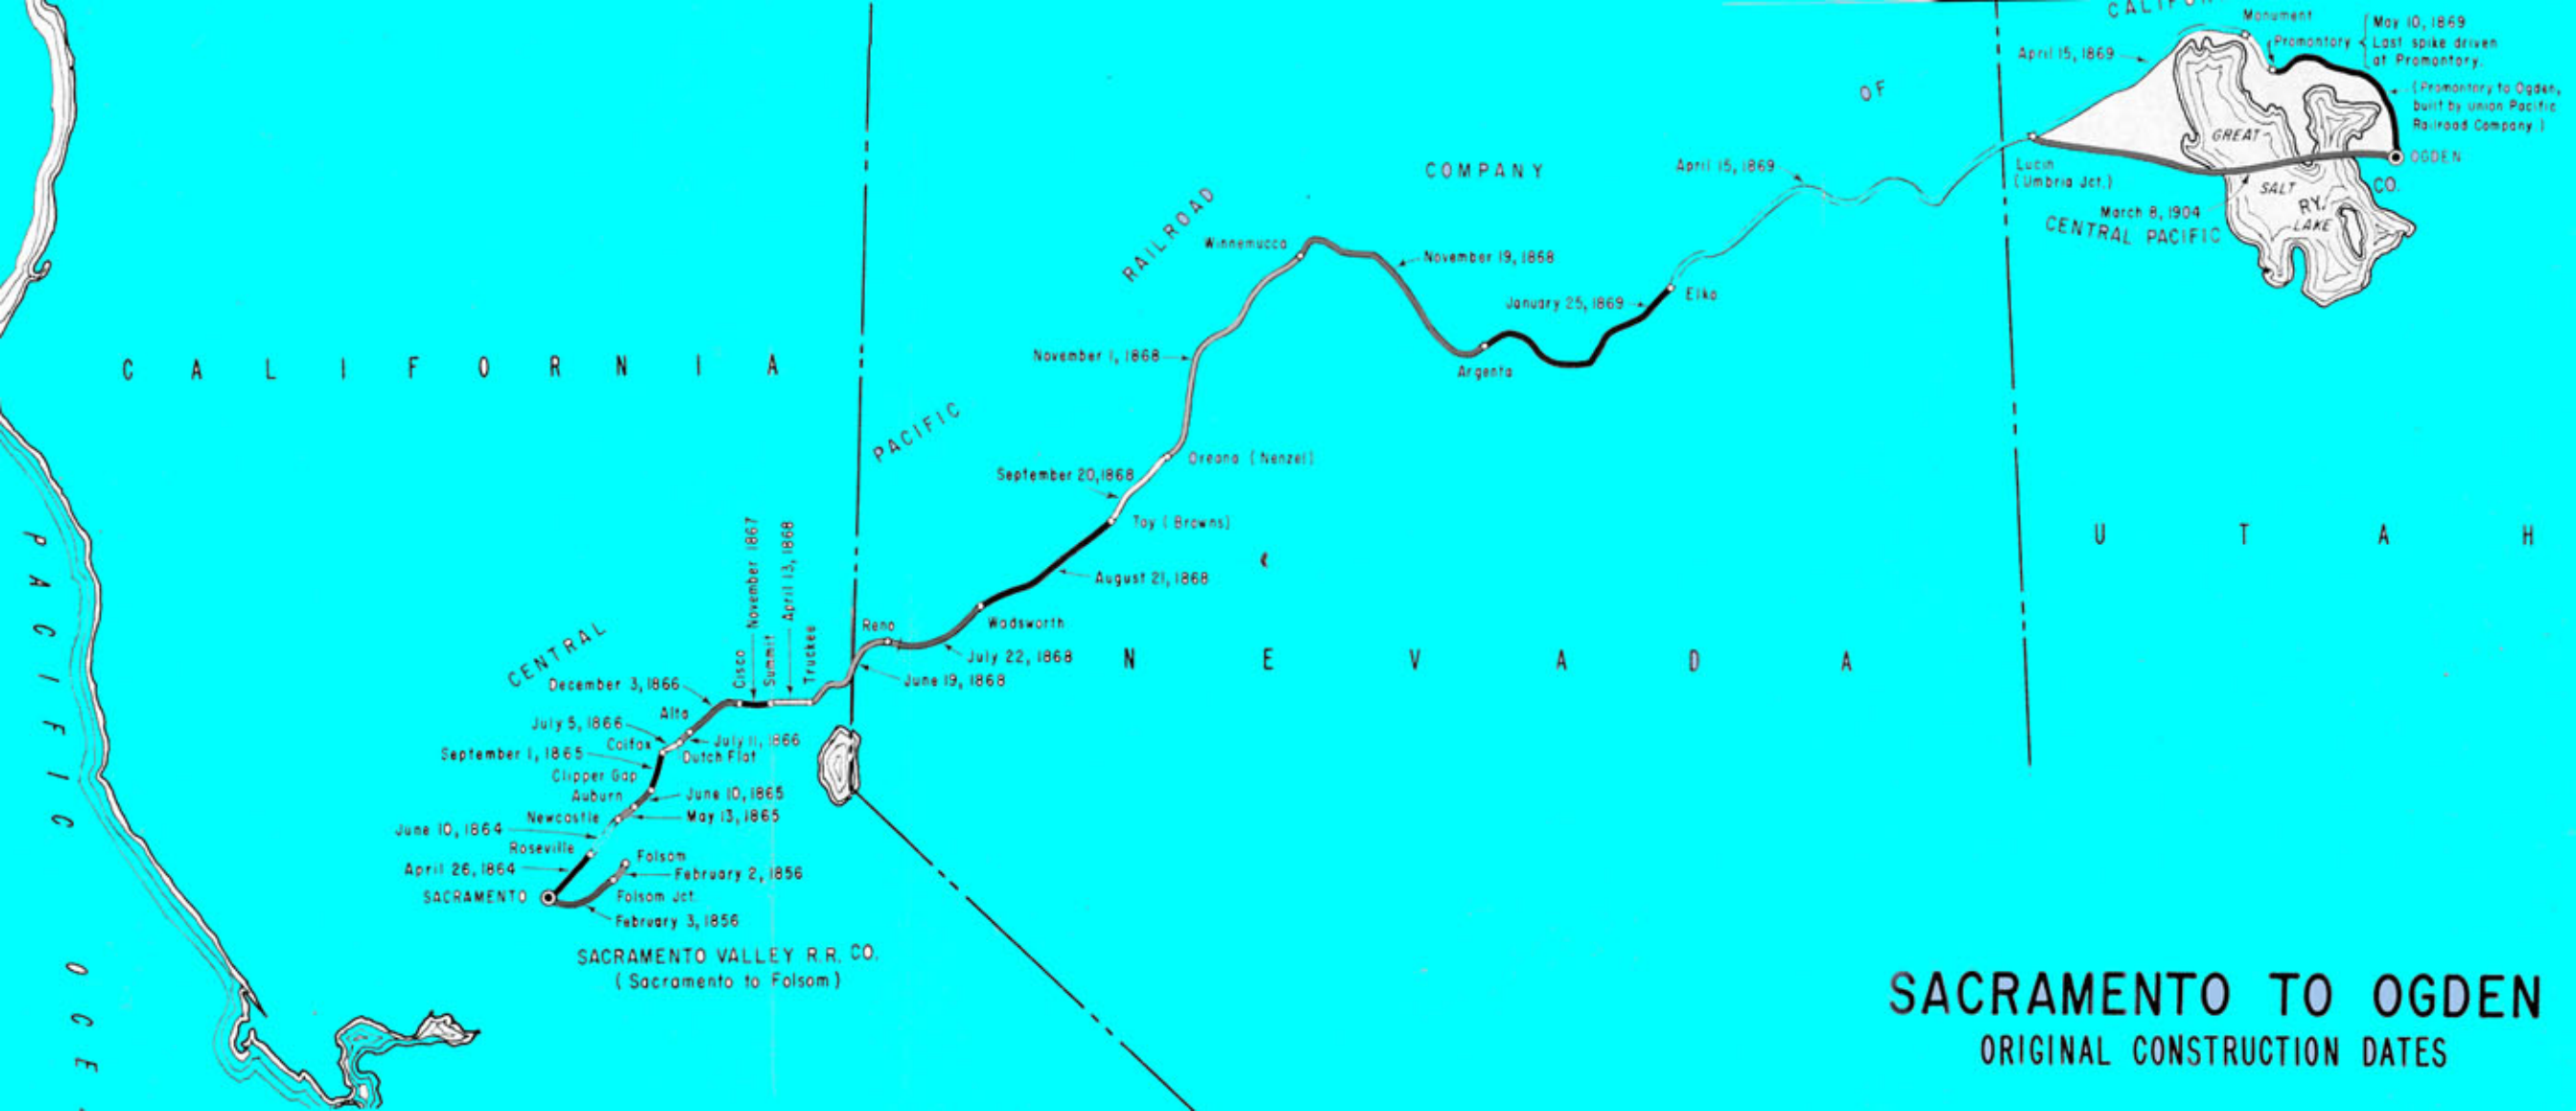 CALIFOR
Monument
Promontory
May 10, 1869
Last spike driven
at Promontory.
April 15, 1869
(Promontory to Ogden,
built by Union Pacific
Railroad Company.)
OF
GREAT
OGDEN
Lucin
(Umbria Jct.)
SALT
CO.
March 8, 1904
RY.
LAKE
CENTRAL PACIFIC
COMPANY
April 15, 1869
RAILROAD
Winnemucca
November 19, 1868
January 25, 1869
Elko
November 1, 1868
CALIFORNIA
Argenta
PACIFIC
Oreana (Nenzel)
September 20, 1868
Toy (Browns)
UTAH
August 21, 1868
November 1867
April 13, 1868
Reno
Wadsworth
July 22, 1868
NEVADA
June 19, 1868
CENTRAL
Cisco
Summit
Truckee
December 3, 1866
Alta
July 5, 1866
Colfax
July 11, 1866
September 1, 1865
Dutch Flat
Clipper Gap
Auburn
June 10, 1865
Newcastle
May 13, 1865
June 10, 1864
Roseville
Folsom
April 26, 1864
February 2, 1856
SACRAMENTO
Folsom Jct.
February 3, 1856
SACRAMENTO VALLEY R.R. CO.
(Sacramento to Folsom)
PACIFIC OCE
SACRAMENTO TO OGDEN
ORIGINAL CONSTRUCTION DATES